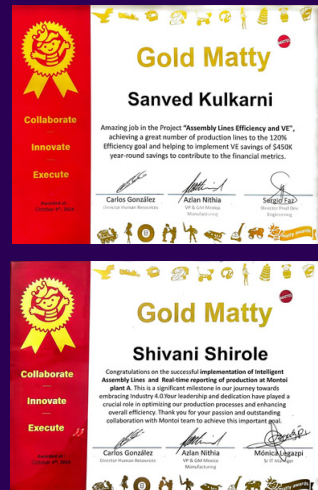 Gold Matty
Sanved Kulkarni
Amazing job in the Project "Assembly Lines Efficiency and VE",
achieving a great number of production lines to the 120%
Efficiency goal and helping to implement VE savings of $450K
year-round savings to contribute to the financial metrics.
Collaborate
Innovate
Execute
Carlos González
Director Human Resources
Azlan Nithia
VP & GM Mexico
Manufacturing
Sergio Faz
Director Prod Dev.
Engineering
Gold Matty
Shivani Shirole
Congratulations on the successful implementation of Intelligent
Assembly Lines and Real-time reporting of production at Montoi
plant A. This is a significant milestone in our journey towards
embracing Industry 4.0.Your leadership and dedication have played a
crucial role in optimizing our production processes and enhancing
overall efficiency. Thank you for your passion and outstanding
collaboration with Montoi team to achieve this important goal.
Collaborate
Innovate
Execute
Carlos González
Director Human Resources
Azlan Nithia
VP & GM Mexico
Manufacturing
Mónica Legazpi
Sr IT Manager